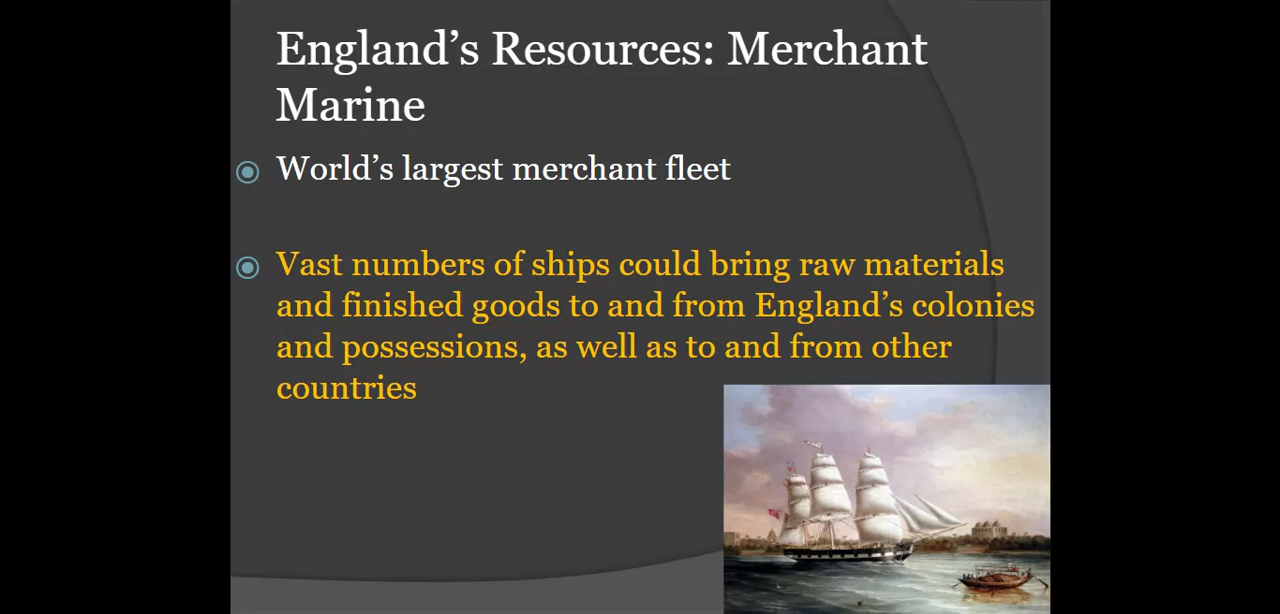 England’s Resources: Merchant
Marine
World’s largest merchant fleet
Vast numbers of ships could bring raw materials
and finished goods to and from England’s colonies
and possessions, as well as to and from other
countries